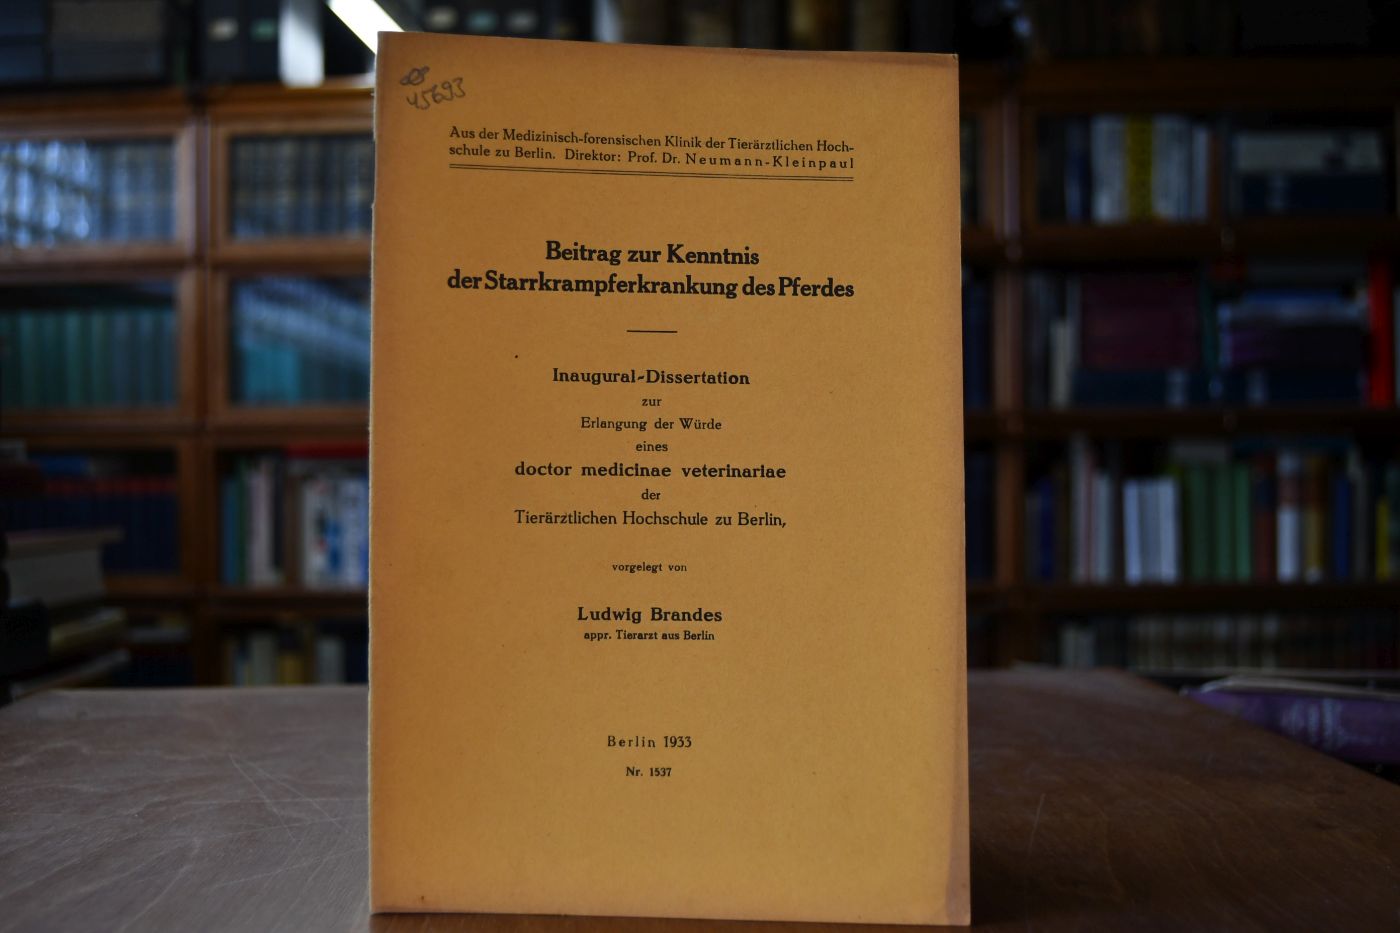 45693
Aus der Medizinisch-forensischen Klinik der Tierärztlichen Hoch-
schule zu Berlin. Direktor: Prof. Dr. Neumann-Kleinpaul
Beitrag zur Kenntnis
der Starrkrampferkrankung des Pferdes
Inaugural-Dissertation
zur
Erlangung der Würde
eines
doctor medicinae veterinariae
der
Tierärztlichen Hochschule zu Berlin,
vorgelegt von
Ludwig Brandes
appr. Tierarzt aus Berlin
Berlin 1933
Nr. 1537